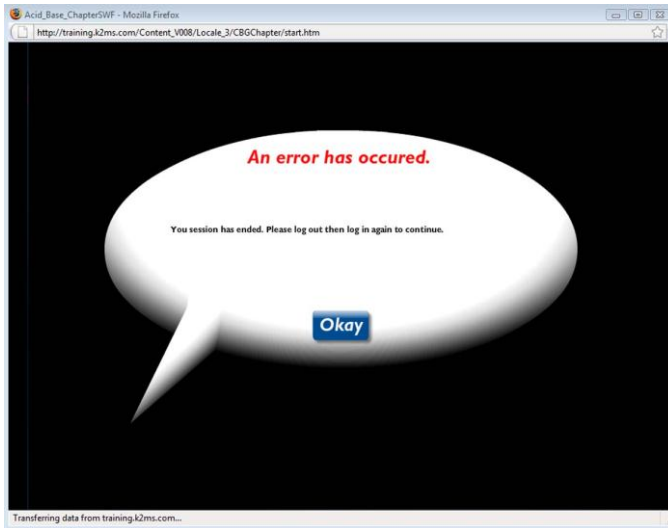 Acid_Base_ChapterSWF - Mozilla Firefox
http://training.k2ms.com/Content_V008/Locale_3/CBGChapter/start.htm
An error has occured.
You session has ended. Please log out then log in again to continue.
Okay
Transferring data from training.k2ms.com...